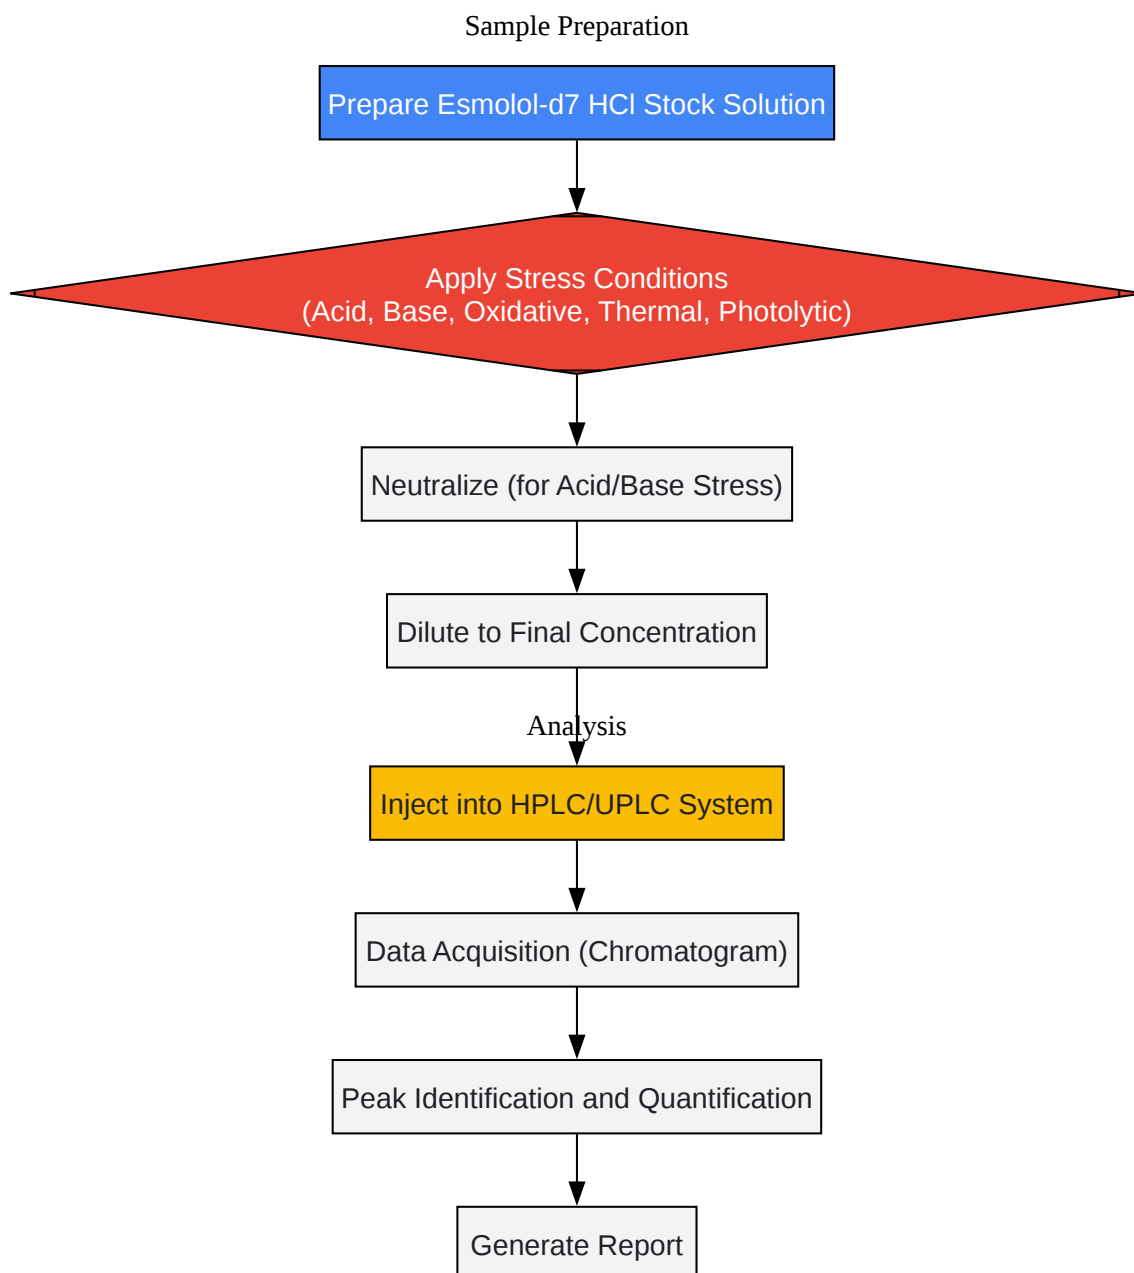 Sample Preparation
Prepare Esmolol-d7 HCl Stock Solution
Apply Stress Conditions
(Acid, Base, Oxidative, Thermal, Photolytic)
Neutralize (for Acid/Base Stress)
Dilute to Final Concentration
Analysis
Inject into HPLC/UPLC System
Data Acquisition (Chromatogram)
Peak Identification and Quantification
Generate Report